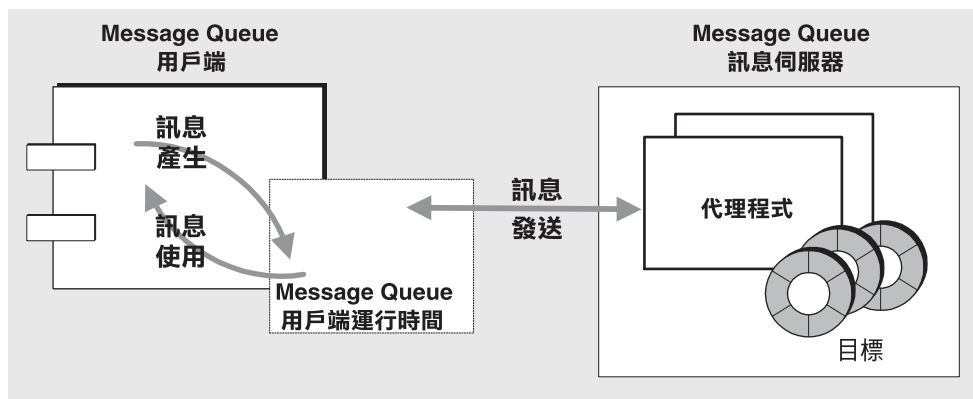 Message Queue
用戶端
訊息
產生
訊息
使用
Message Queue
用戶端運行時間
訊息
發送
Message Queue
訊息伺服器
代理程式
目標